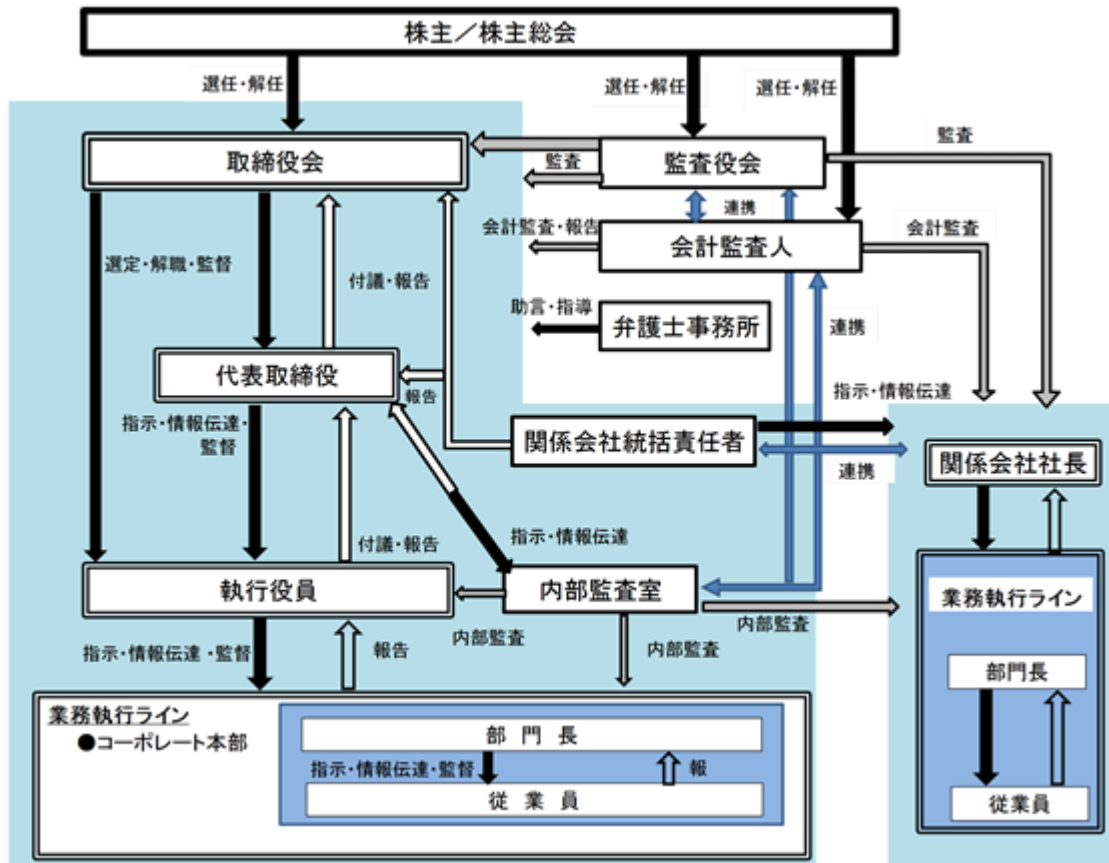 株主／株主総会
選任・解任
選任・解任
選任・解任
取締役会
監査役会
監査
監査
連携
会計監査・報告
会計監査人
会計監査
選定・解職・監督
付議・報告
助言・指導
弁護士事務所
連携
代表取締役
報告
指示・情報伝達
指示・情報伝達・
監督
関係会社統括責任者
連携
関係会社社長
付議・報告
指示・情報伝達
執行役員
内部監査室
業務執行ライン
内部監査
内部監査
内部監査
指示・情報伝達・監督
報告
部門長
業務執行ライン
●コーポレート本部
部 門 長
指示・情報伝達・監督
報
従 業 員
従業員